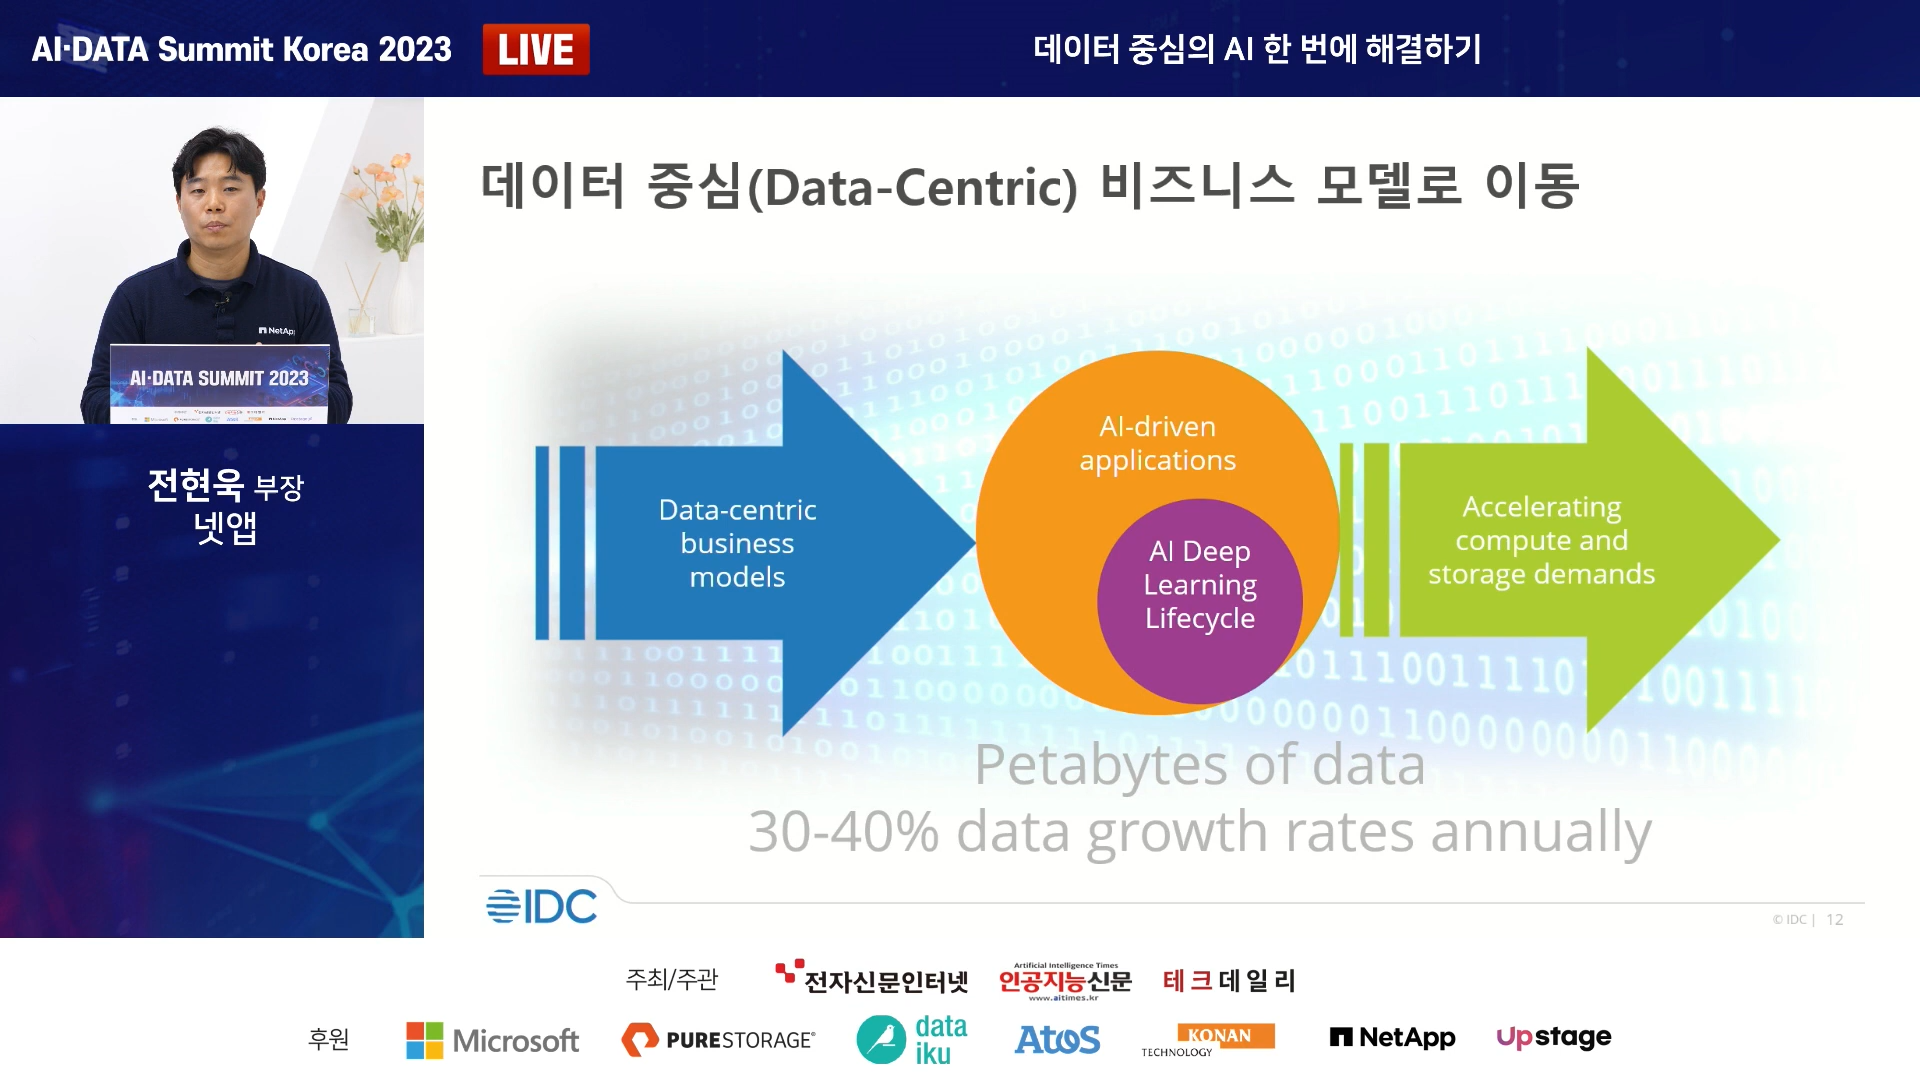 AI·DATA Summit Korea 2023
LIVE
데이터 중심의 AI 한 번에 해결하기
NetApp
AI·DATA SUMMIT 2023
전현욱 부장
넷앱
데이터 중심(Data-Centric) 비즈니스 모델로 이동
Data-centric
business
models
AI-driven
applications
AI Deep
Learning
Lifecycle
Accelerating
compute and
storage demands
Petabytes of data
30-40% data growth rates annually
IDC
© IDC | 12
주최/주관
전자신문인터넷
Artificial Intelligence Times
인공지능신문
www.aitimes.kr
테크데일리
후원
Microsoft
PURESTORAGE®
data
iku
Atos
KONAN
TECHNOLOGY
NetApp
Upstage